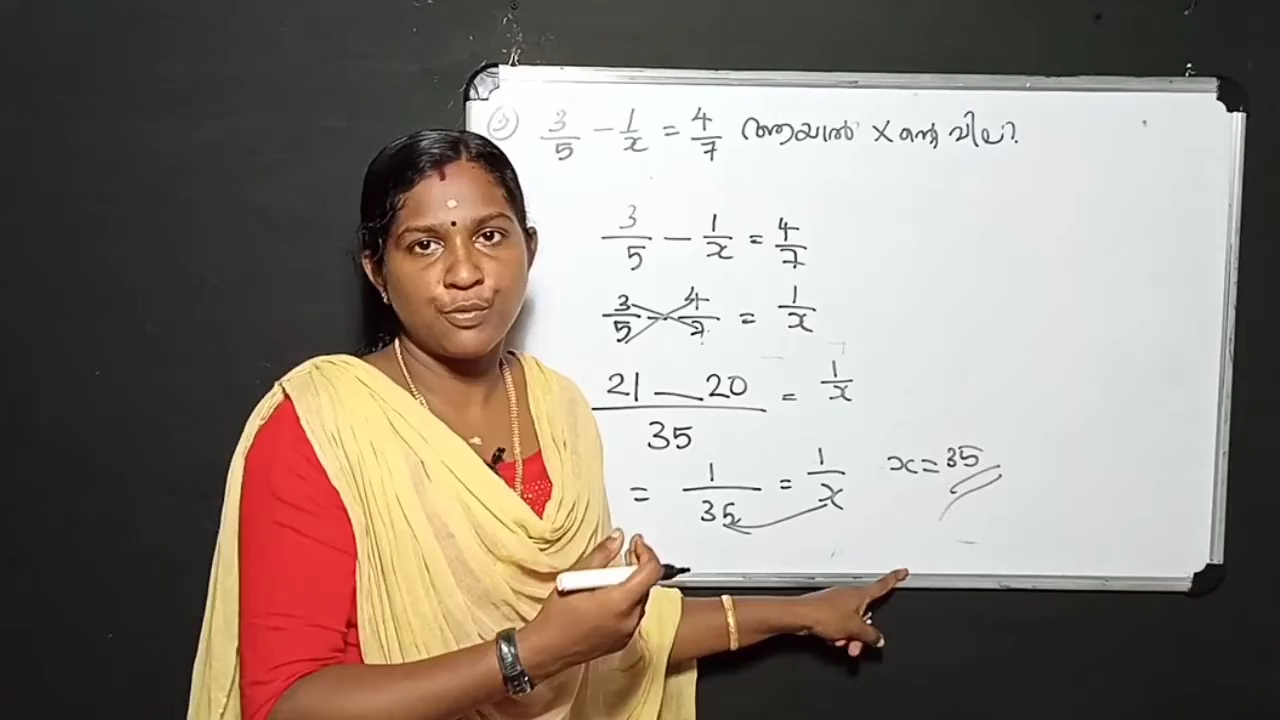 ③ 3/5 - 1/x = 4/7 ആയാൽ x ന്റെ വില?
3/5 - 1/x = 4/7
3/5 - 4/7 = 1/x
21 - 20 / 35 = 1/x
= 1/35 = 1/x x = 35